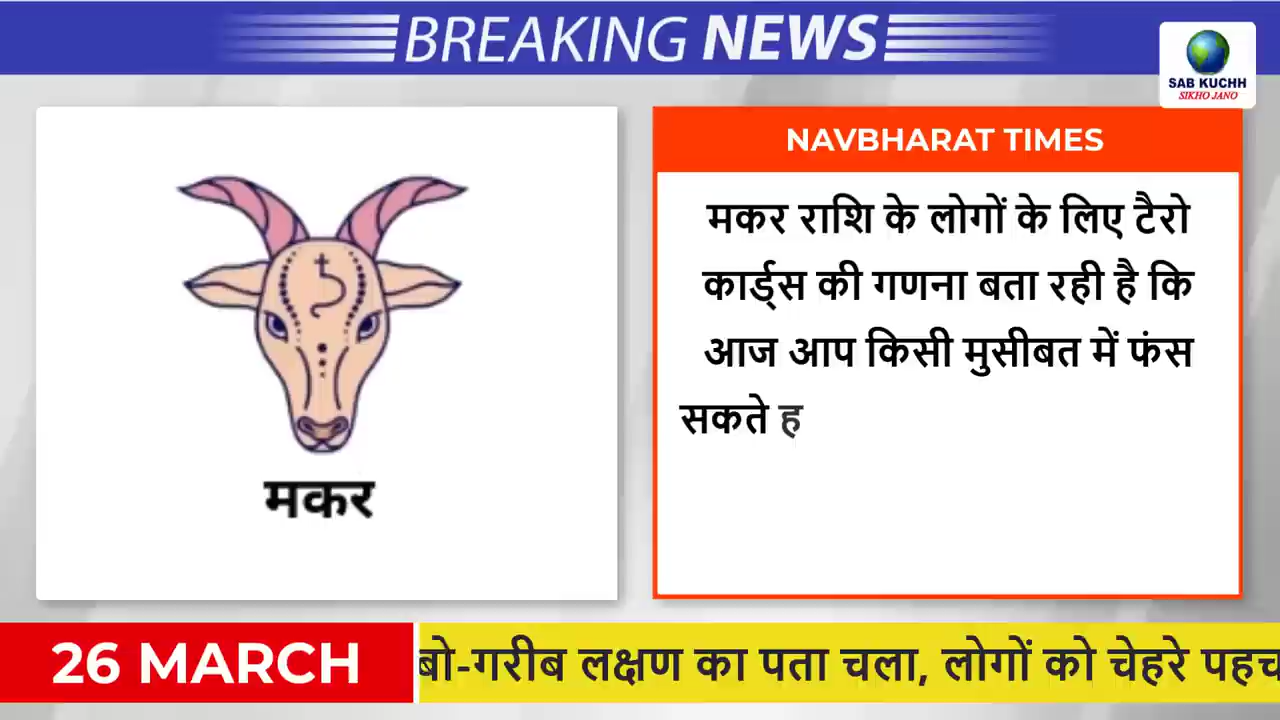 BREAKING NEWS
SAB KUCHH
SIKHO JANO
NAVBHARAT TIMES
मकर राशि के लोगों के लिए टैरो
कार्ड्स की गणना बता रही है कि
आज आप किसी मुसीबत में फंस
सकते ह
मकर
26 MARCH
बो-गरीब लक्षण का पता चला, लोगों को चेहरे पहच